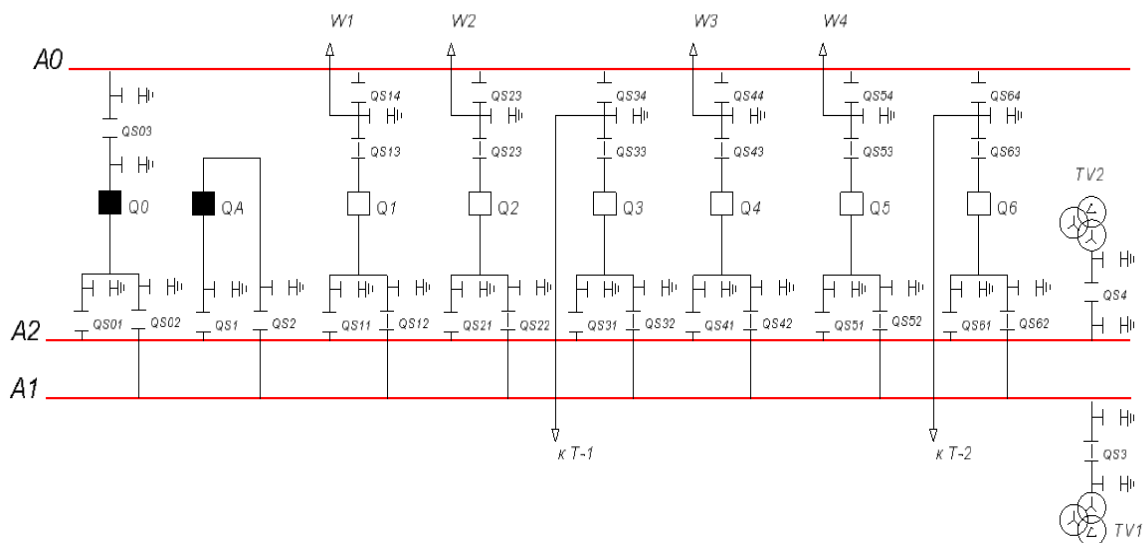 W1 W2 W3 W4
A0
QS14 QS23 QS34 QS44 QS54 QS64
QS03
QS13 QS23 QS33 QS43 QS53 QS63
TV2
Q0 QA Q1 Q2 Q3 Q4 Q5 Q6
QS4
QS01 QS02 QS1 QS2 QS11 QS12 QS21 QS22 QS31 QS32 QS41 QS42 QS51 QS52 QS61 QS62
A2
A1
к Т-1 к Т-2
QS3
TV1